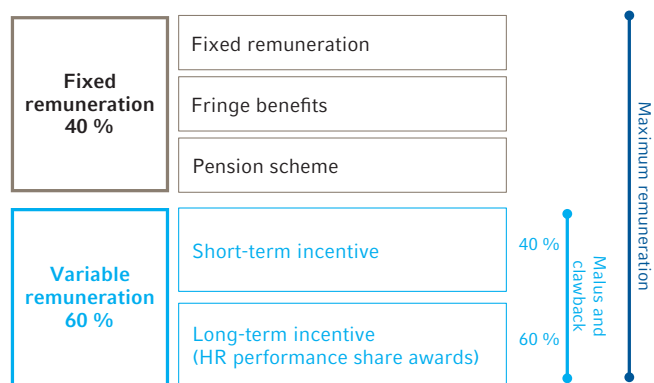 Fixed
remuneration
40 %
Fixed remuneration
Fringe benefits
Pension scheme
Variable
remuneration
60 %
Short-term incentive
40 %
Long-term incentive
(HR performance share awards)
60 %
Malus and
clawback
Maximum remuneration